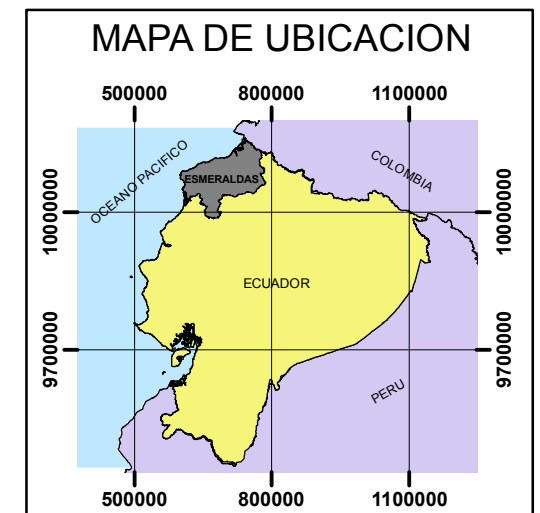 MAPA DE UBICACION
500000 800000 1100000
OCEANO PACIFICO
COLOMBIA
ESMERALDAS
10000000 10000000
ECUADOR
9700000 9700000
PERU
500000 800000 1100000